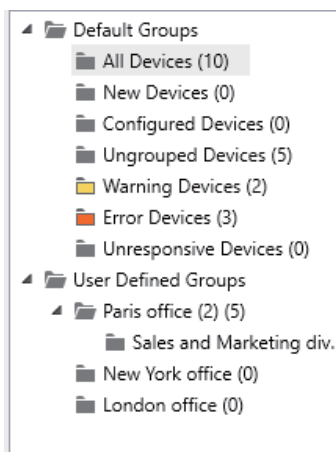 Default Groups
All Devices (10)
New Devices (0)
Configured Devices (0)
Ungrouped Devices (5)
Warning Devices (2)
Error Devices (3)
Unresponsive Devices (0)
User Defined Groups
Paris office (2) (5)
Sales and Marketing div.
New York office (0)
London office (0)